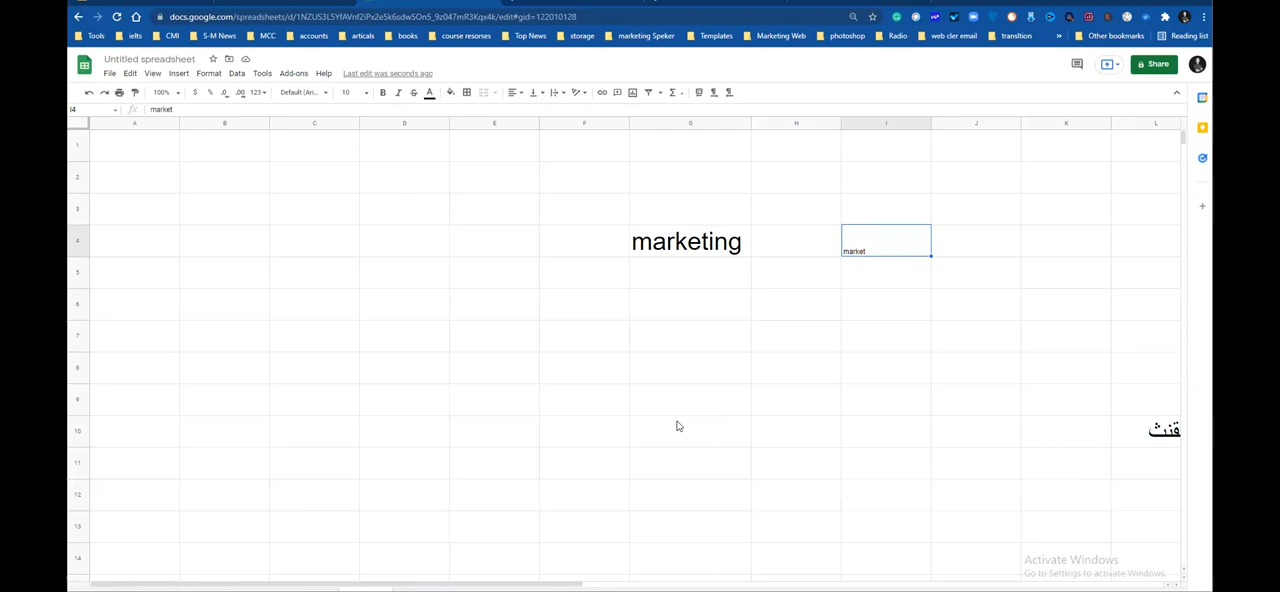 docs.google.com/spreadsheets/d/1NZUS3L5YfAVnf2iPx2e5k6sdw5On5_9z047mR3Kqx4k/edit#gid=122010128
Tools ielts CMI S-M News MCC accounts articals books course resorses Top News storage marketing Speker Templates Marketing Web photoshop Radio web cler email transltion » Other bookmarks Reading list
Untitled spreadsheet
File Edit View Insert Format Data Tools Add-ons Help Last edit was seconds ago
Share
100% $ % .0 .00 123 Default (Ari... 10 B I S A
I4 fx market
A B C D E F G H I J K L
1
2
3
4 marketing market
5
6
7
8
9
10 قنث
11
12
13
14
Activate Windows
Go to Settings to activate Windows.